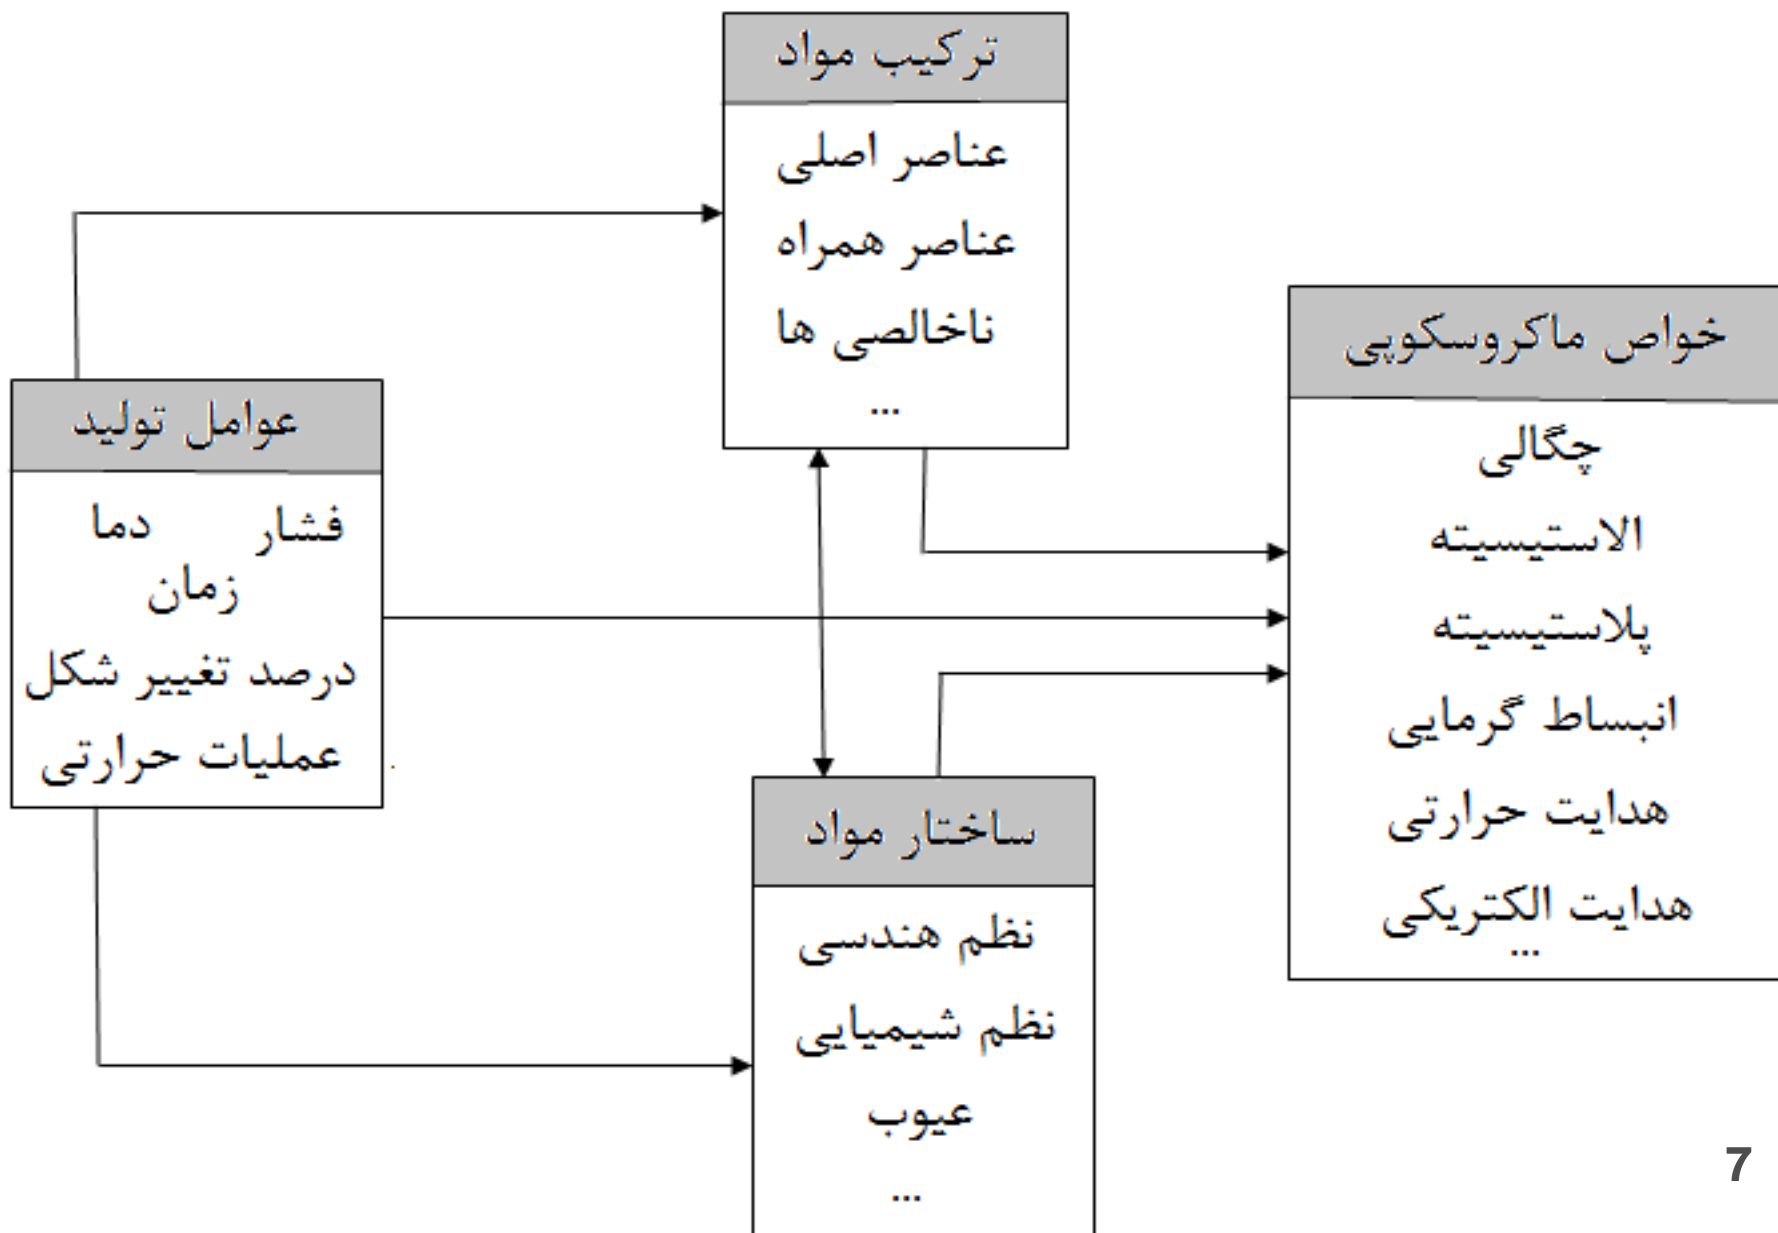 ترکیب مواد
عناصر اصلی
عناصر همراه
ناخالصی ها
...
خواص ماکروسکوپی
چگالی
الاستیسیته
پلاستیسیته
انبساط گرمایی
هدایت حرارتی
هدایت الکتریکی
...
عوامل تولید
فشار دما
زمان
درصد تغییر شکل
عملیات حرارتی
ساختار مواد
نظم هندسی
نظم شیمیایی
عیوب
...
7